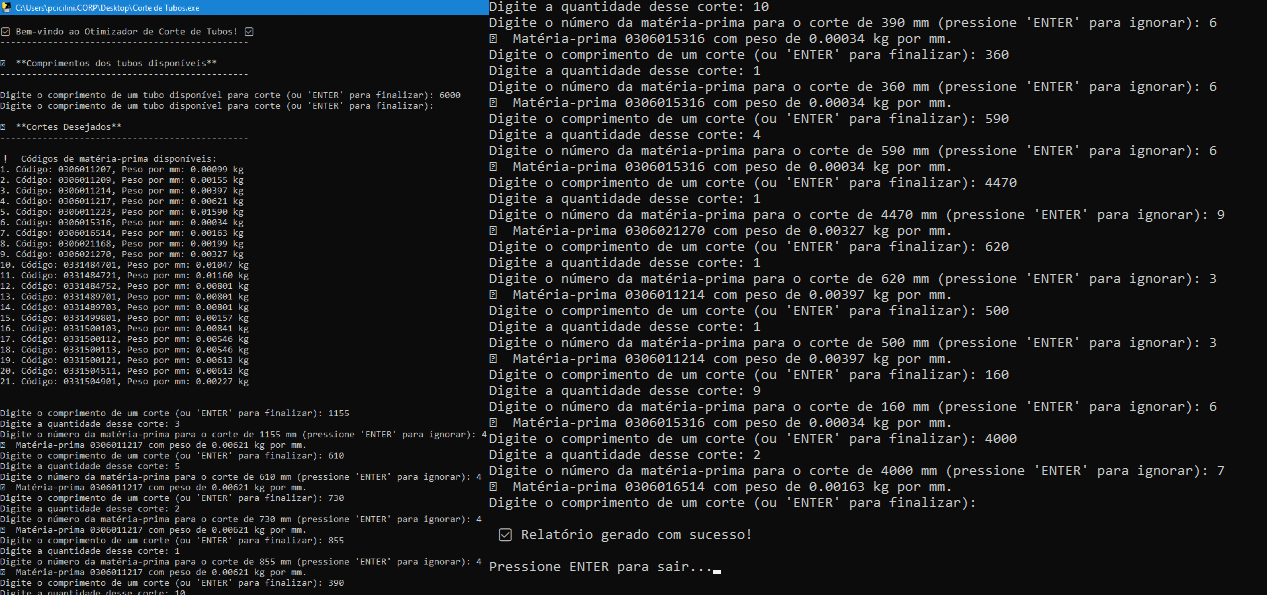 C:\Users\pcicilini.CORP\Desktop\Corte de Tubos.exe
Bem-vindo ao Otimizador de Corte de Tubos!
-----------------------------------------------
**Comprimentos dos tubos disponíveis**
-----------------------------------------------
Digite o comprimento de um tubo disponível para corte (ou 'ENTER' para finalizar): 6000
Digite o comprimento de um tubo disponível para corte (ou 'ENTER' para finalizar):
**Cortes Desejados**
-----------------------------------------------
! Códigos de matéria-prima disponíveis:
1. Código: 0306011207, Peso por mm: 0.00099 kg
2. Código: 0306011209, Peso por mm: 0.00155 kg
3. Código: 0306011214, Peso por mm: 0.00397 kg
4. Código: 0306011217, Peso por mm: 0.00621 kg
5. Código: 0306011223, Peso por mm: 0.01590 kg
6. Código: 0306015316, Peso por mm: 0.00034 kg
7. Código: 0306016514, Peso por mm: 0.00163 kg
8. Código: 0306021168, Peso por mm: 0.00199 kg
9. Código: 0306021270, Peso por mm: 0.00327 kg
10. Código: 0331484701, Peso por mm: 0.01047 kg
11. Código: 0331484721, Peso por mm: 0.01160 kg
12. Código: 0331484752, Peso por mm: 0.00801 kg
13. Código: 0331489701, Peso por mm: 0.00801 kg
14. Código: 0331489703, Peso por mm: 0.00801 kg
15. Código: 0331499801, Peso por mm: 0.00157 kg
16. Código: 0331500103, Peso por mm: 0.00841 kg
17. Código: 0331500112, Peso por mm: 0.00546 kg
18. Código: 0331500113, Peso por mm: 0.00546 kg
19. Código: 0331500121, Peso por mm: 0.00613 kg
20. Código: 0331504511, Peso por mm: 0.00613 kg
21. Código: 0331504901, Peso por mm: 0.00227 kg
Digite o comprimento de um corte (ou 'ENTER' para finalizar): 1155
Digite a quantidade desse corte: 3
Digite o número da matéria-prima para o corte de 1155 mm (pressione 'ENTER' para ignorar): 4
Matéria-prima 0306011217 com peso de 0.00621 kg por mm.
Digite o comprimento de um corte (ou 'ENTER' para finalizar): 610
Digite a quantidade desse corte: 5
Digite o número da matéria-prima para o corte de 610 mm (pressione 'ENTER' para ignorar): 4
Matéria-prima 0306011217 com peso de 0.00621 kg por mm.
Digite o comprimento de um corte (ou 'ENTER' para finalizar): 730
Digite a quantidade desse corte: 2
Digite o número da matéria-prima para o corte de 730 mm (pressione 'ENTER' para ignorar): 4
Matéria-prima 0306011217 com peso de 0.00621 kg por mm.
Digite o comprimento de um corte (ou 'ENTER' para finalizar): 855
Digite a quantidade desse corte: 1
Digite o número da matéria-prima para o corte de 855 mm (pressione 'ENTER' para ignorar): 4
Matéria-prima 0306011217 com peso de 0.00621 kg por mm.
Digite o comprimento de um corte (ou 'ENTER' para finalizar): 390
Digite a quantidade desse corte: 10
Digite a quantidade desse corte: 10
Digite o número da matéria-prima para o corte de 390 mm (pressione 'ENTER' para ignorar): 6
Matéria-prima 0306015316 com peso de 0.00034 kg por mm.
Digite o comprimento de um corte (ou 'ENTER' para finalizar): 360
Digite a quantidade desse corte: 1
Digite o número da matéria-prima para o corte de 360 mm (pressione 'ENTER' para ignorar): 6
Matéria-prima 0306015316 com peso de 0.00034 kg por mm.
Digite o comprimento de um corte (ou 'ENTER' para finalizar): 590
Digite a quantidade desse corte: 4
Digite o número da matéria-prima para o corte de 590 mm (pressione 'ENTER' para ignorar): 6
Matéria-prima 0306015316 com peso de 0.00034 kg por mm.
Digite o comprimento de um corte (ou 'ENTER' para finalizar): 4470
Digite a quantidade desse corte: 1
Digite o número da matéria-prima para o corte de 4470 mm (pressione 'ENTER' para ignorar): 9
Matéria-prima 0306021270 com peso de 0.00327 kg por mm.
Digite o comprimento de um corte (ou 'ENTER' para finalizar): 620
Digite a quantidade desse corte: 1
Digite o número da matéria-prima para o corte de 620 mm (pressione 'ENTER' para ignorar): 3
Matéria-prima 0306011214 com peso de 0.00397 kg por mm.
Digite o comprimento de um corte (ou 'ENTER' para finalizar): 500
Digite a quantidade desse corte: 1
Digite o número da matéria-prima para o corte de 500 mm (pressione 'ENTER' para ignorar): 3
Matéria-prima 0306011214 com peso de 0.00397 kg por mm.
Digite o comprimento de um corte (ou 'ENTER' para finalizar): 160
Digite a quantidade desse corte: 9
Digite o número da matéria-prima para o corte de 160 mm (pressione 'ENTER' para ignorar): 6
Matéria-prima 0306015316 com peso de 0.00034 kg por mm.
Digite o comprimento de um corte (ou 'ENTER' para finalizar): 4000
Digite a quantidade desse corte: 2
Digite o número da matéria-prima para o corte de 4000 mm (pressione 'ENTER' para ignorar): 7
Matéria-prima 0306016514 com peso de 0.00163 kg por mm.
Digite o comprimento de um corte (ou 'ENTER' para finalizar):
Relatório gerado com sucesso!
Pressione ENTER para sair...